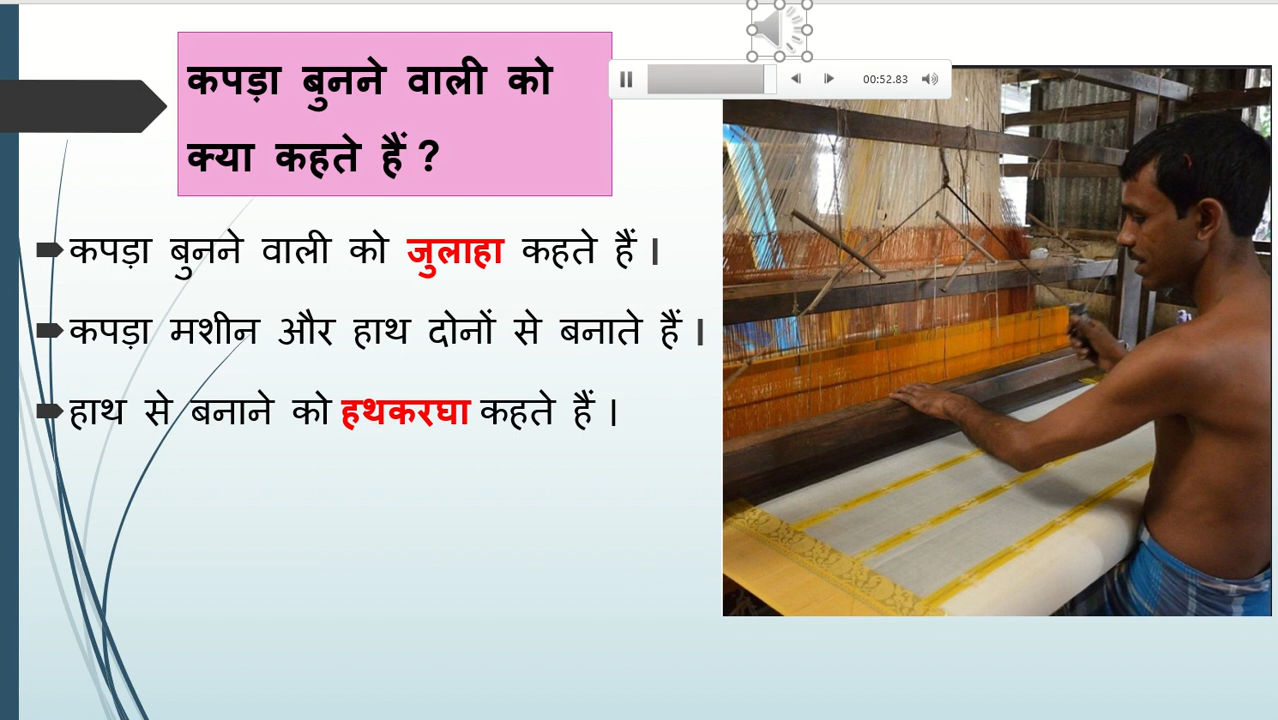 कपड़ा बुनने वाली को
क्या कहते हैं ?
00:52.83
कपड़ा बुनने वाली को जुलाहा कहते हैं ।
कपड़ा मशीन और हाथ दोनों से बनाते हैं ।
हाथ से बनाने को हथकरघा कहते हैं ।